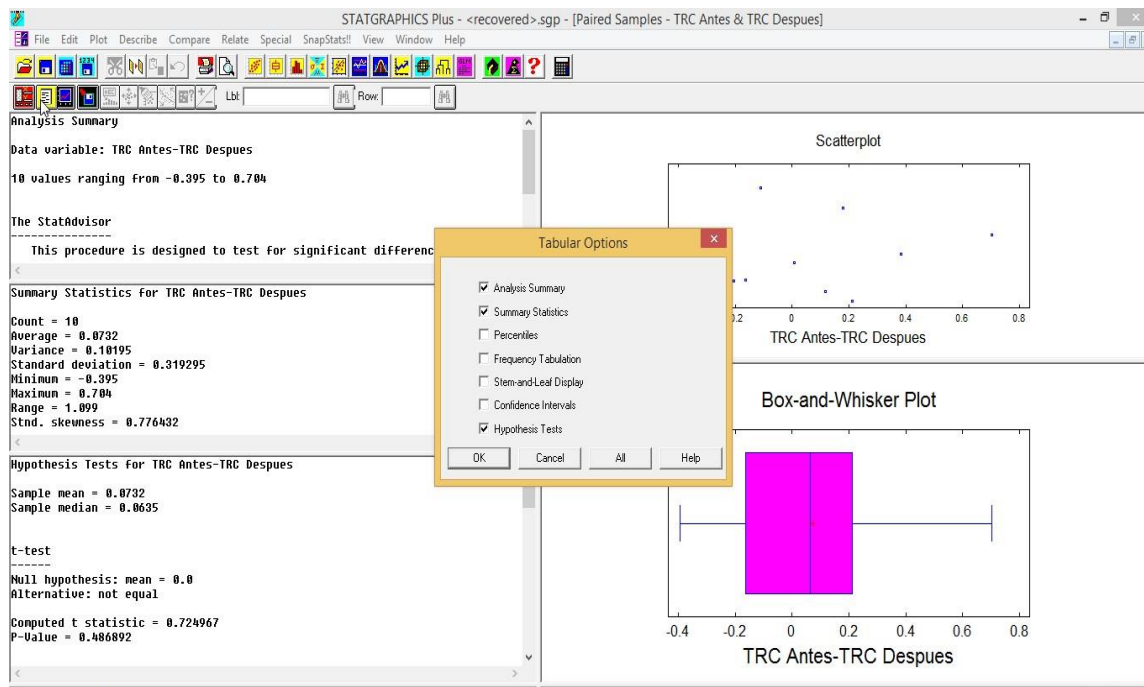 STATGRAPHICS Plus - <recovered>.sgp - [Paired Samples - TRC Antes & TRC Despues]
File Edit Plot Describe Compare Relate Special SnapStats!! View Window Help
Lbl: Row:
Analysis Summary
Data variable: TRC Antes-TRC Despues
10 values ranging from -0.395 to 0.704
The StatAdvisor
---------------
This procedure is designed to test for significant differenc
Summary Statistics for TRC Antes-TRC Despues
Count = 10
Average = 0.0732
Variance = 0.10195
Standard deviation = 0.319295
Minimum = -0.395
Maximum = 0.704
Range = 1.099
Stnd. skewness = 0.776432
Hypothesis Tests for TRC Antes-TRC Despues
Sample mean = 0.0732
Sample median = 0.0635
t-test
------
Null hypothesis: mean = 0.0
Alternative: not equal
Computed t statistic = 0.724967
P-Value = 0.486892
Tabular Options
Analysis Summary
Summary Statistics
Percentiles
Frequency Tabulation
Stem-and-Leaf Display
Confidence Intervals
Hypothesis Tests
OK Cancel All Help
Scatterplot
0.2 0 0.2 0.4 0.6 0.8
TRC Antes-TRC Despues
Box-and-Whisker Plot
-0.4 -0.2 0 0.2 0.4 0.6 0.8
TRC Antes-TRC Despues